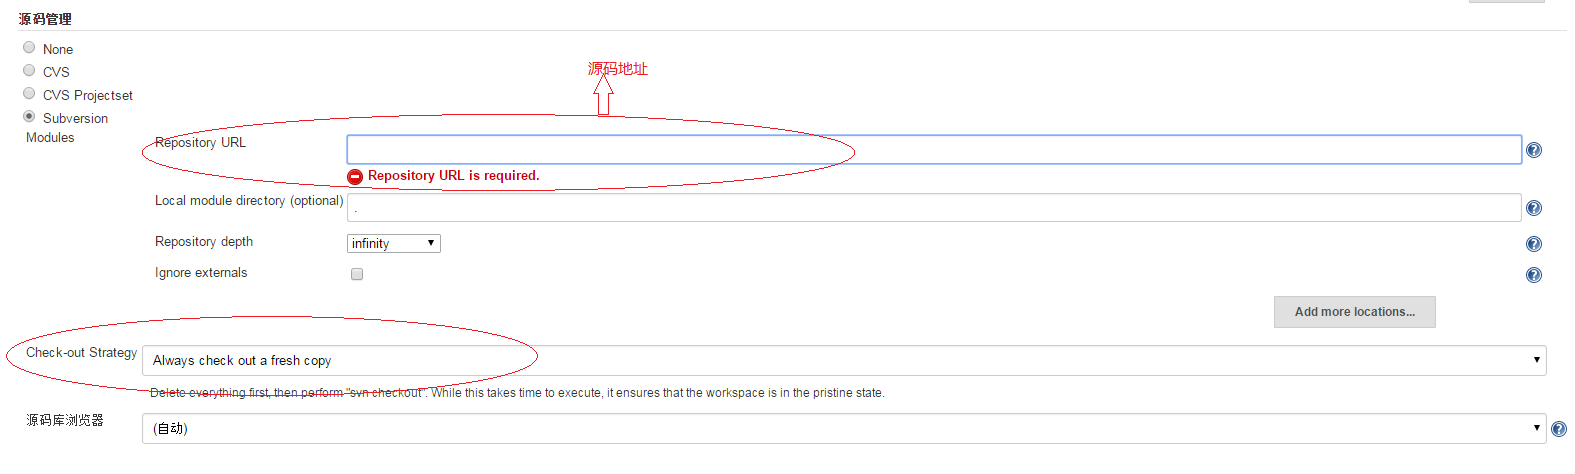 源码管理
None
CVS
源码地址
CVS Projectset
Subversion
Modules
Repository URL
Repository URL is required.
Local module directory (optional)
.
Repository depth
infinity
Ignore externals
Add more locations...
Check-out Strategy
Always check out a fresh copy
Delete everything first, then perform "svn checkout". While this takes time to execute, it ensures that the workspace is in the pristine state.
源码库浏览器
(自动)